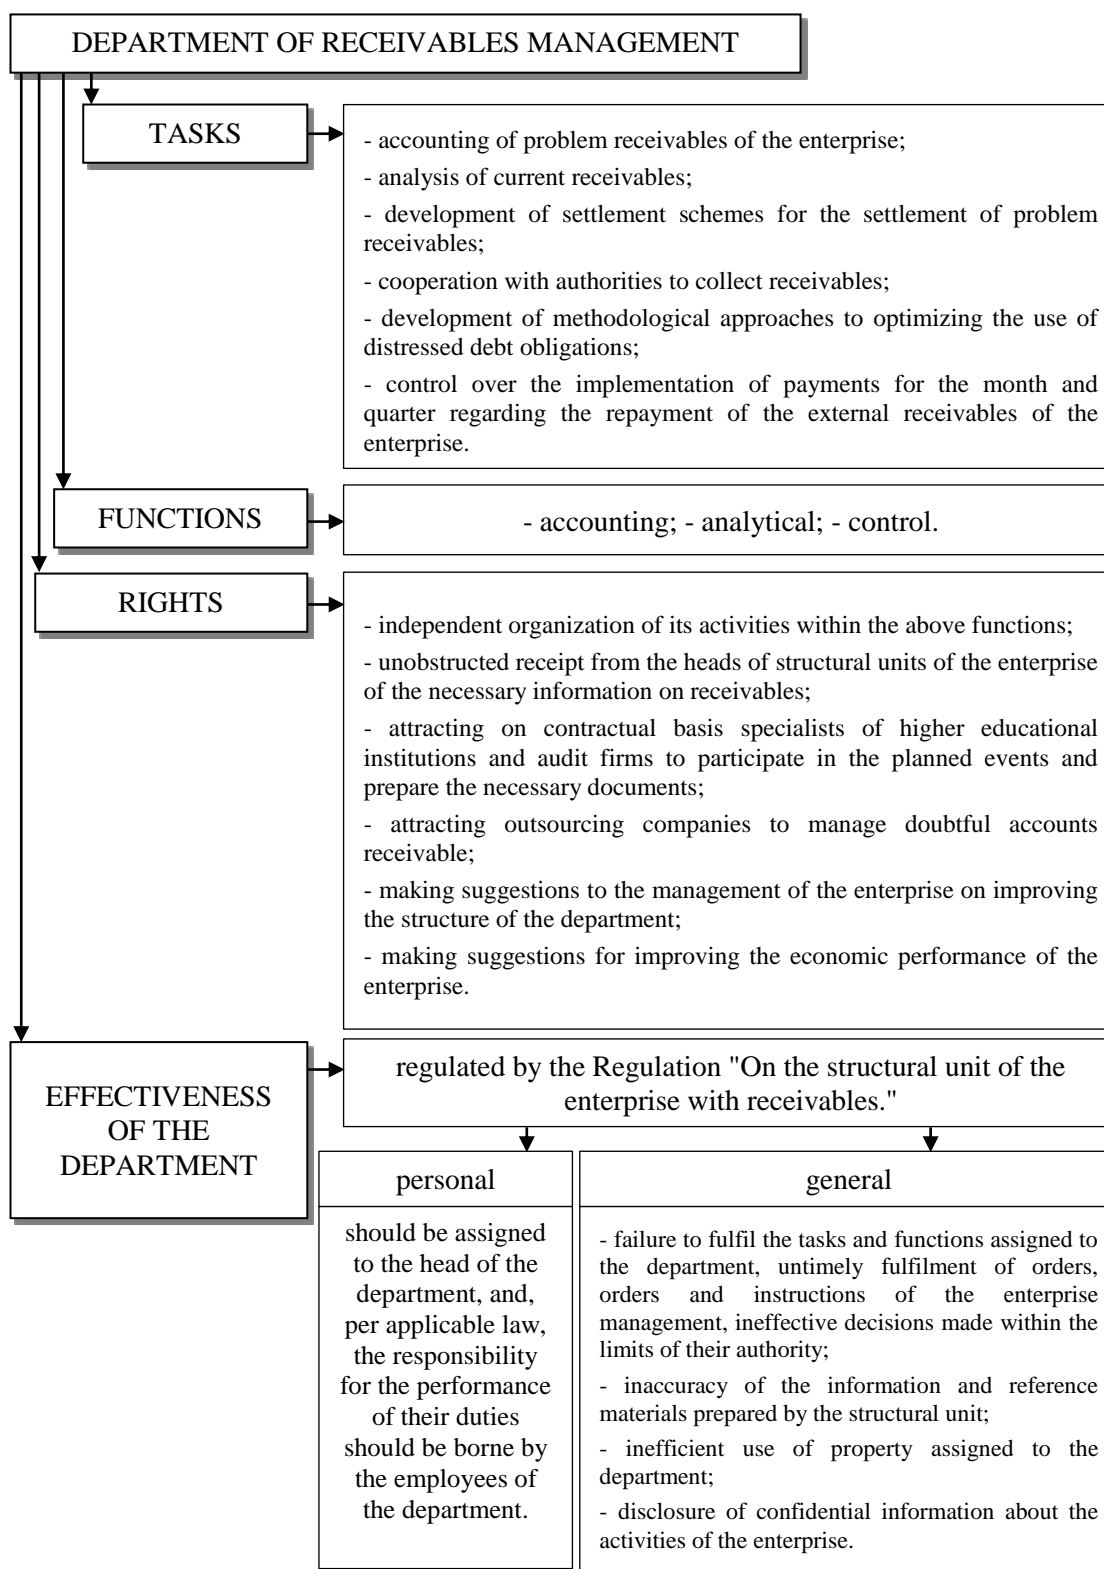 DEPARTMENT OF RECEIVABLES MANAGEMENT
TASKS
- accounting of problem receivables of the enterprise;
- analysis of current receivables;
- development of settlement schemes for the settlement of problem
receivables;
- cooperation with authorities to collect receivables;
- development of methodological approaches to optimizing the use of
distressed debt obligations;
- control over the implementation of payments for the month and
quarter regarding the repayment of the external receivables of the
enterprise.
FUNCTIONS
- accounting; - analytical; - control.
RIGHTS
- independent organization of its activities within the above functions;
- unobstructed receipt from the heads of structural units of the enterprise
of the necessary information on receivables;
- attracting on contractual basis specialists of higher educational
institutions and audit firms to participate in the planned events and
prepare the necessary documents;
- attracting outsourcing companies to manage doubtful accounts
receivable;
- making suggestions to the management of the enterprise on improving
the structure of the department;
- making suggestions for improving the economic performance of the
enterprise.
EFFECTIVENESS
OF THE
DEPARTMENT
regulated by the Regulation "On the structural unit of the
enterprise with receivables."
personal
should be assigned
to the head of the
department, and,
per applicable law,
the responsibility
for the performance
of their duties
should be borne by
the employees of
the department.
general
- failure to fulfil the tasks and functions assigned to
the department, untimely fulfilment of orders,
orders and instructions of the enterprise
management, ineffective decisions made within the
limits of their authority;
- inaccuracy of the information and reference
materials prepared by the structural unit;
- inefficient use of property assigned to the
department;
- disclosure of confidential information about the
activities of the enterprise.